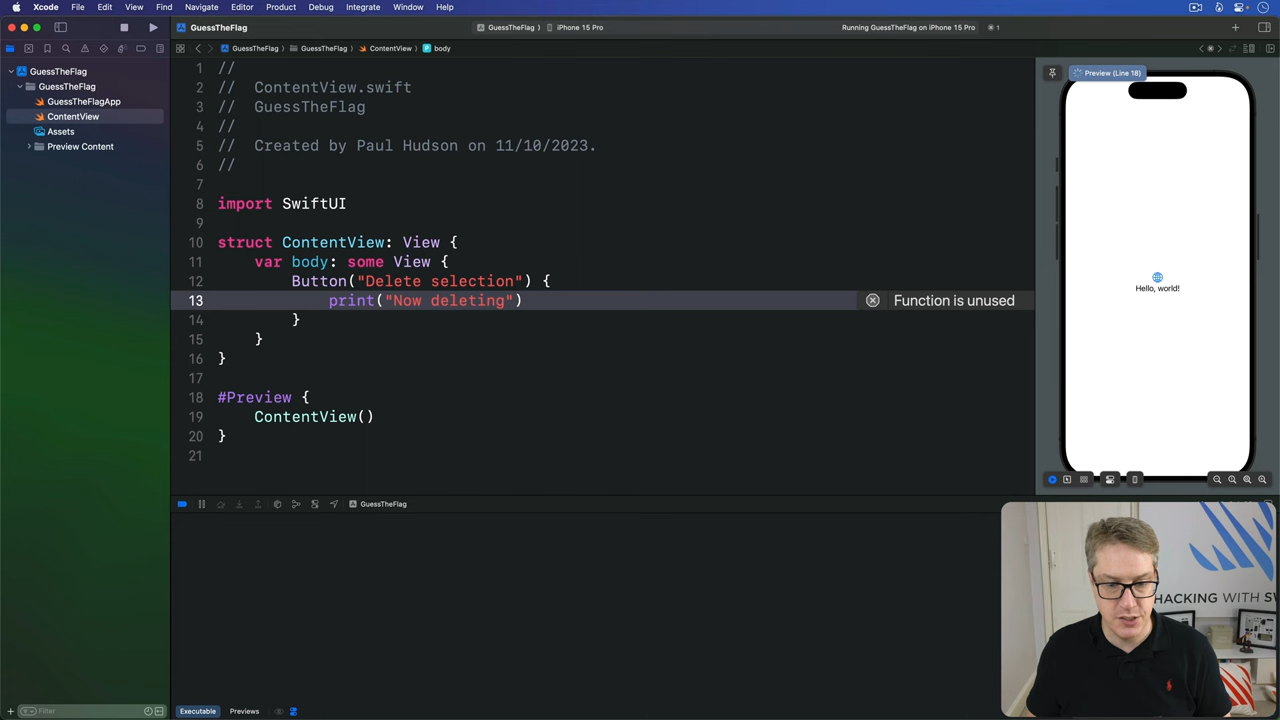 Xcode File Edit View Find Navigate Editor Product Debug Integrate Window Help
GuessTheFlag
GuessTheFlag 〉 iPhone 15 Pro
Running GuessTheFlag on iPhone 15 Pro
1
GuessTheFlag 〉 GuessTheFlag 〉 ContentView 〉 P body
GuessTheFlag
GuessTheFlag
GuessTheFlagApp
ContentView
Assets
Preview Content
1 //
2 // ContentView.swift
3 // GuessTheFlag
4 //
5 // Created by Paul Hudson on 11/10/2023.
6 //
7
8 import SwiftUI
9
10 struct ContentView: View {
11 var body: some View {
12 Button("Delete selection") {
13 print("Now deleting") Function is unused
14 }
15 }
16 }
17
18 #Preview {
19 ContentView()
20 }
21
Preview (Line 18)
Hello, world!
GuessTheFlag
HACKING WITH SW
Filter
Executable Previews